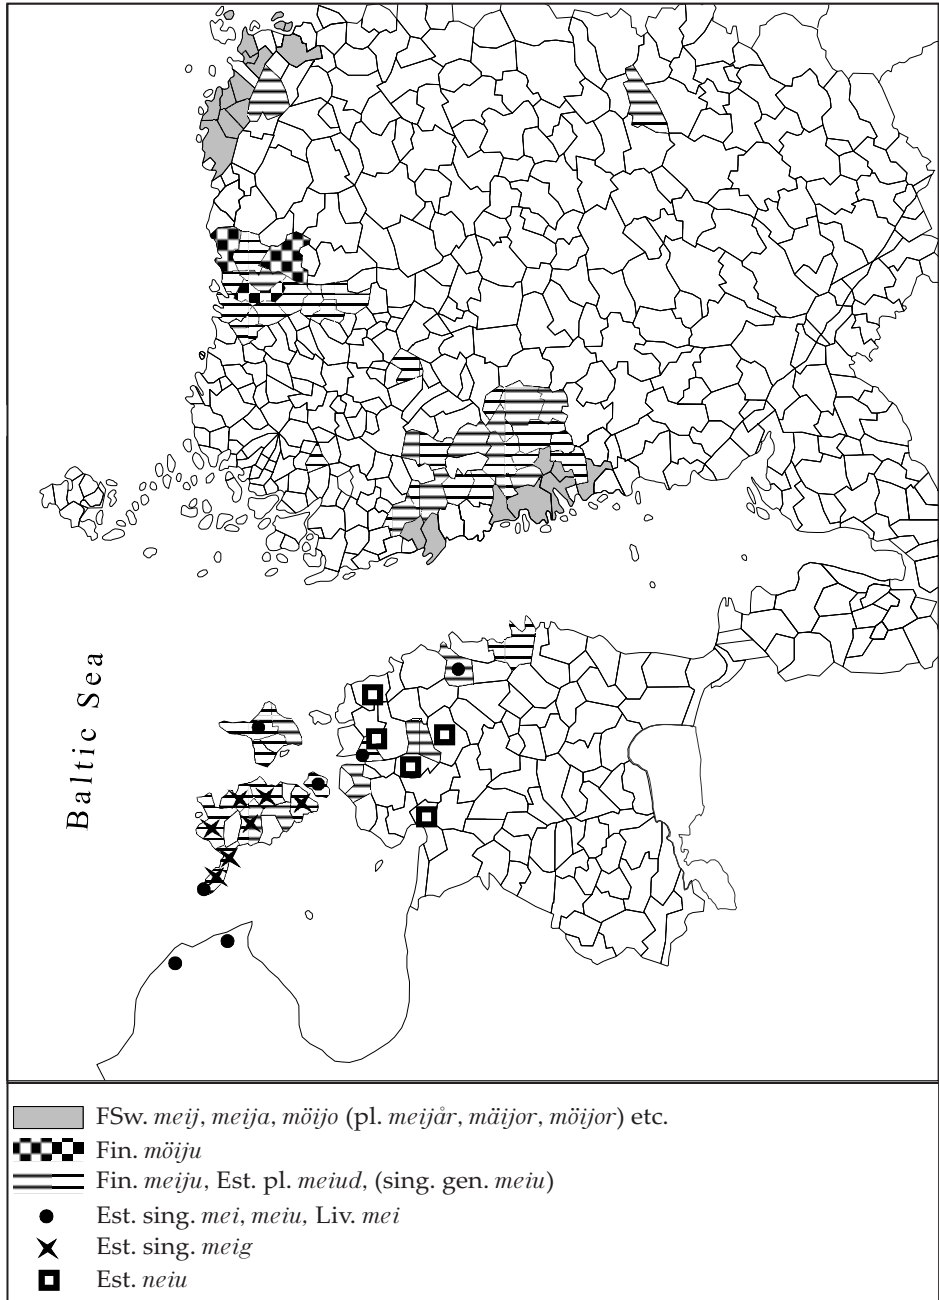 Baltic Sea
FSw. meij, meija, möijo (pl. meijår, mäijor, möijor) etc.
Fin. möiju
Fin. meiju, Est. pl. meiud, (sing. gen. meiu)
Est. sing. mei, meiu, Liv. mei
Est. sing. meig
Est. neiu